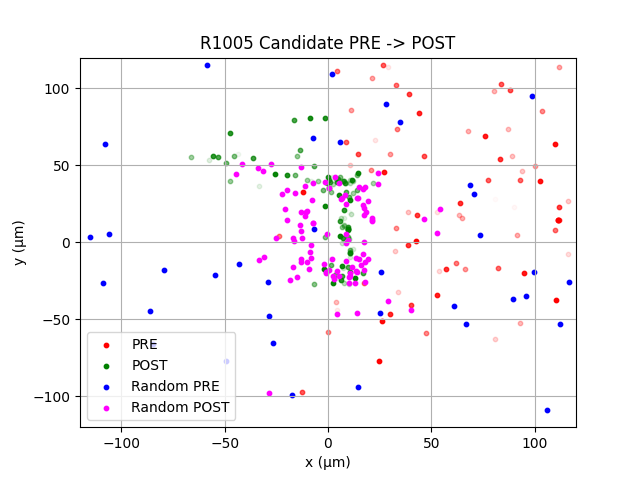 R1005 Candidate PRE -> POST
y (μm)
100
50
0
−50
−100
PRE
POST
Random PRE
Random POST
−100
−50
0
50
100
x (μm)